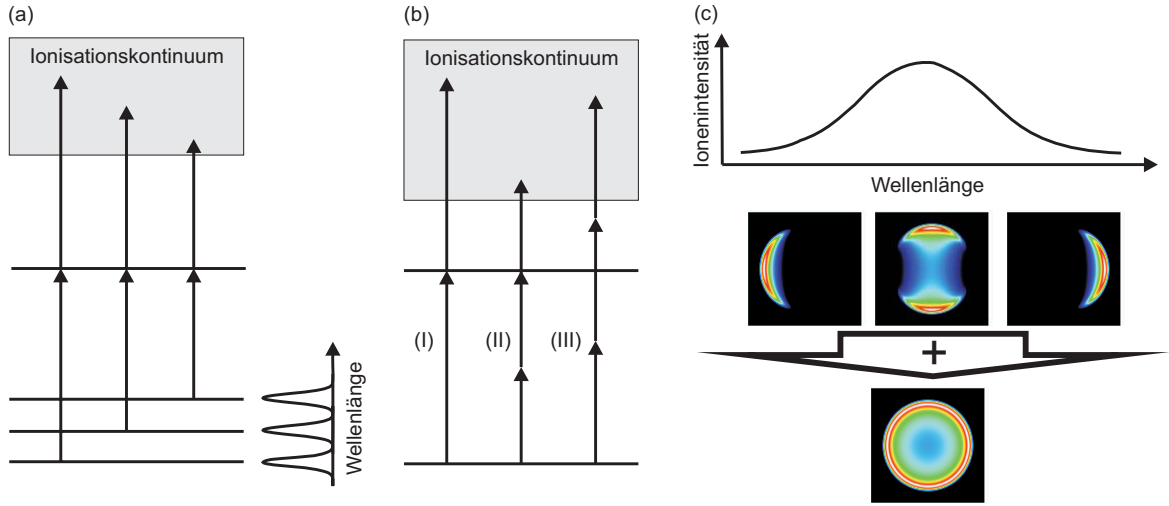 (a)
Ionisationskontinuum
Wellenlänge
(b)
Ionisationskontinuum
(I)
(II)
(III)
(c)
Ionenintensität
Wellenlänge
+